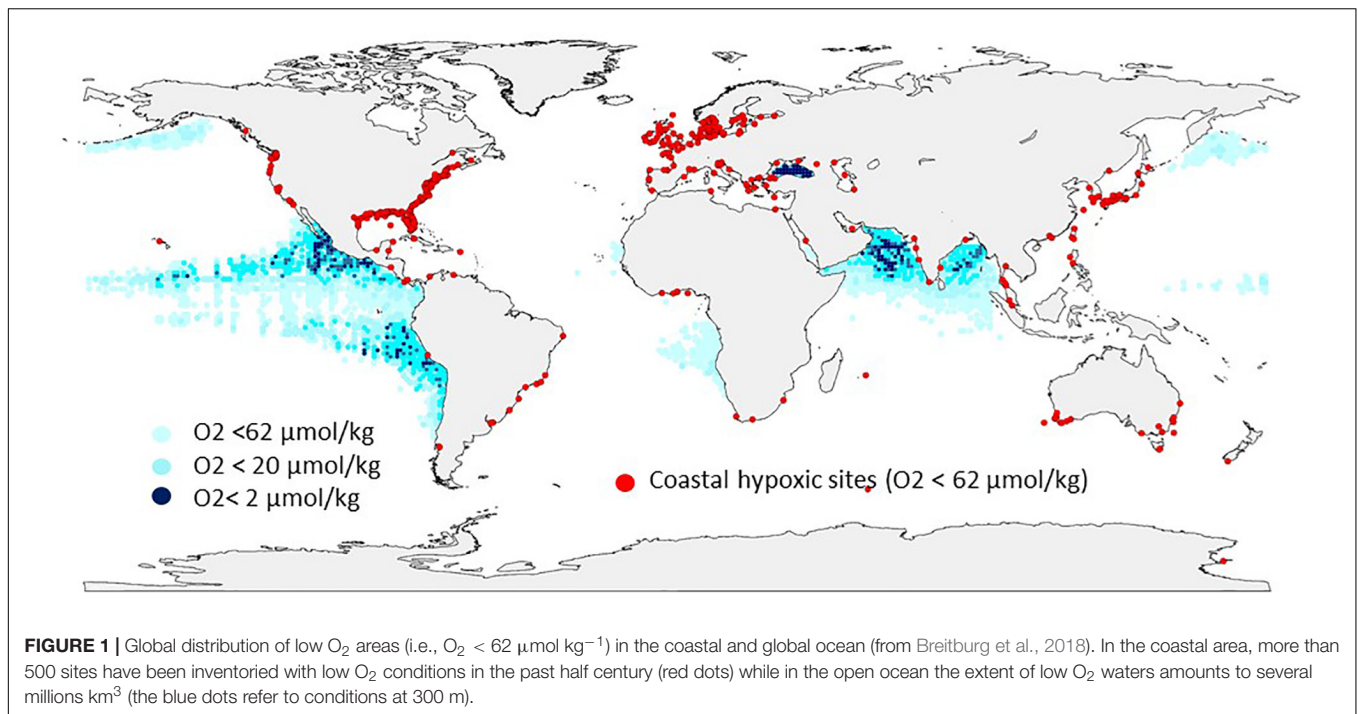 O2 <62 µmol/kg
O2 < 20 µmol/kg
O2< 2 µmol/kg
Coastal hypoxic sites (O2 < 62 µmol/kg)
FIGURE 1 | Global distribution of low O₂ areas (i.e., O₂ < 62 µmol kg⁻¹) in the coastal and global ocean (from Breitburg et al., 2018). In the coastal area, more than
500 sites have been inventoried with low O₂ conditions in the past half century (red dots) while in the open ocean the extent of low O₂ waters amounts to several
millions km³ (the blue dots refer to conditions at 300 m).